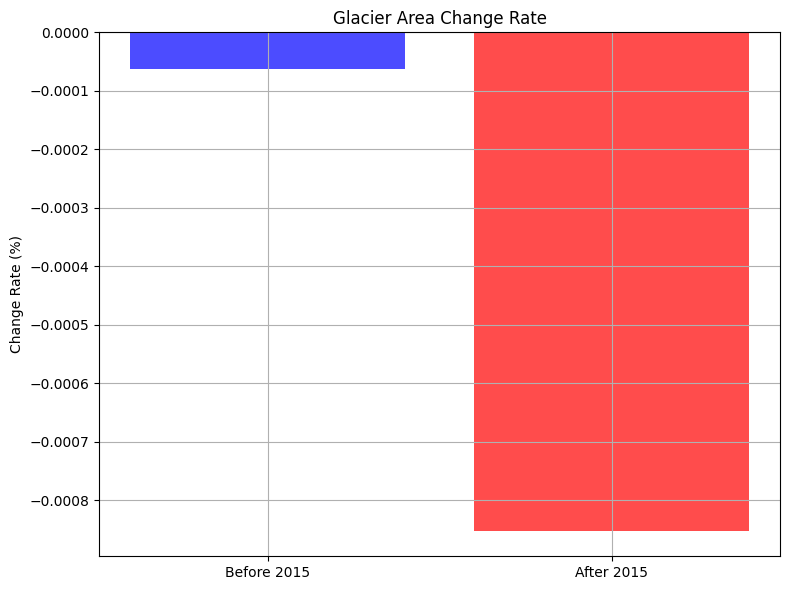 Glacier Area Change Rate
0.0000
−0.0001
−0.0002
−0.0003
−0.0004
−0.0005
−0.0006
−0.0007
−0.0008
Change Rate (%)
Before 2015
After 2015